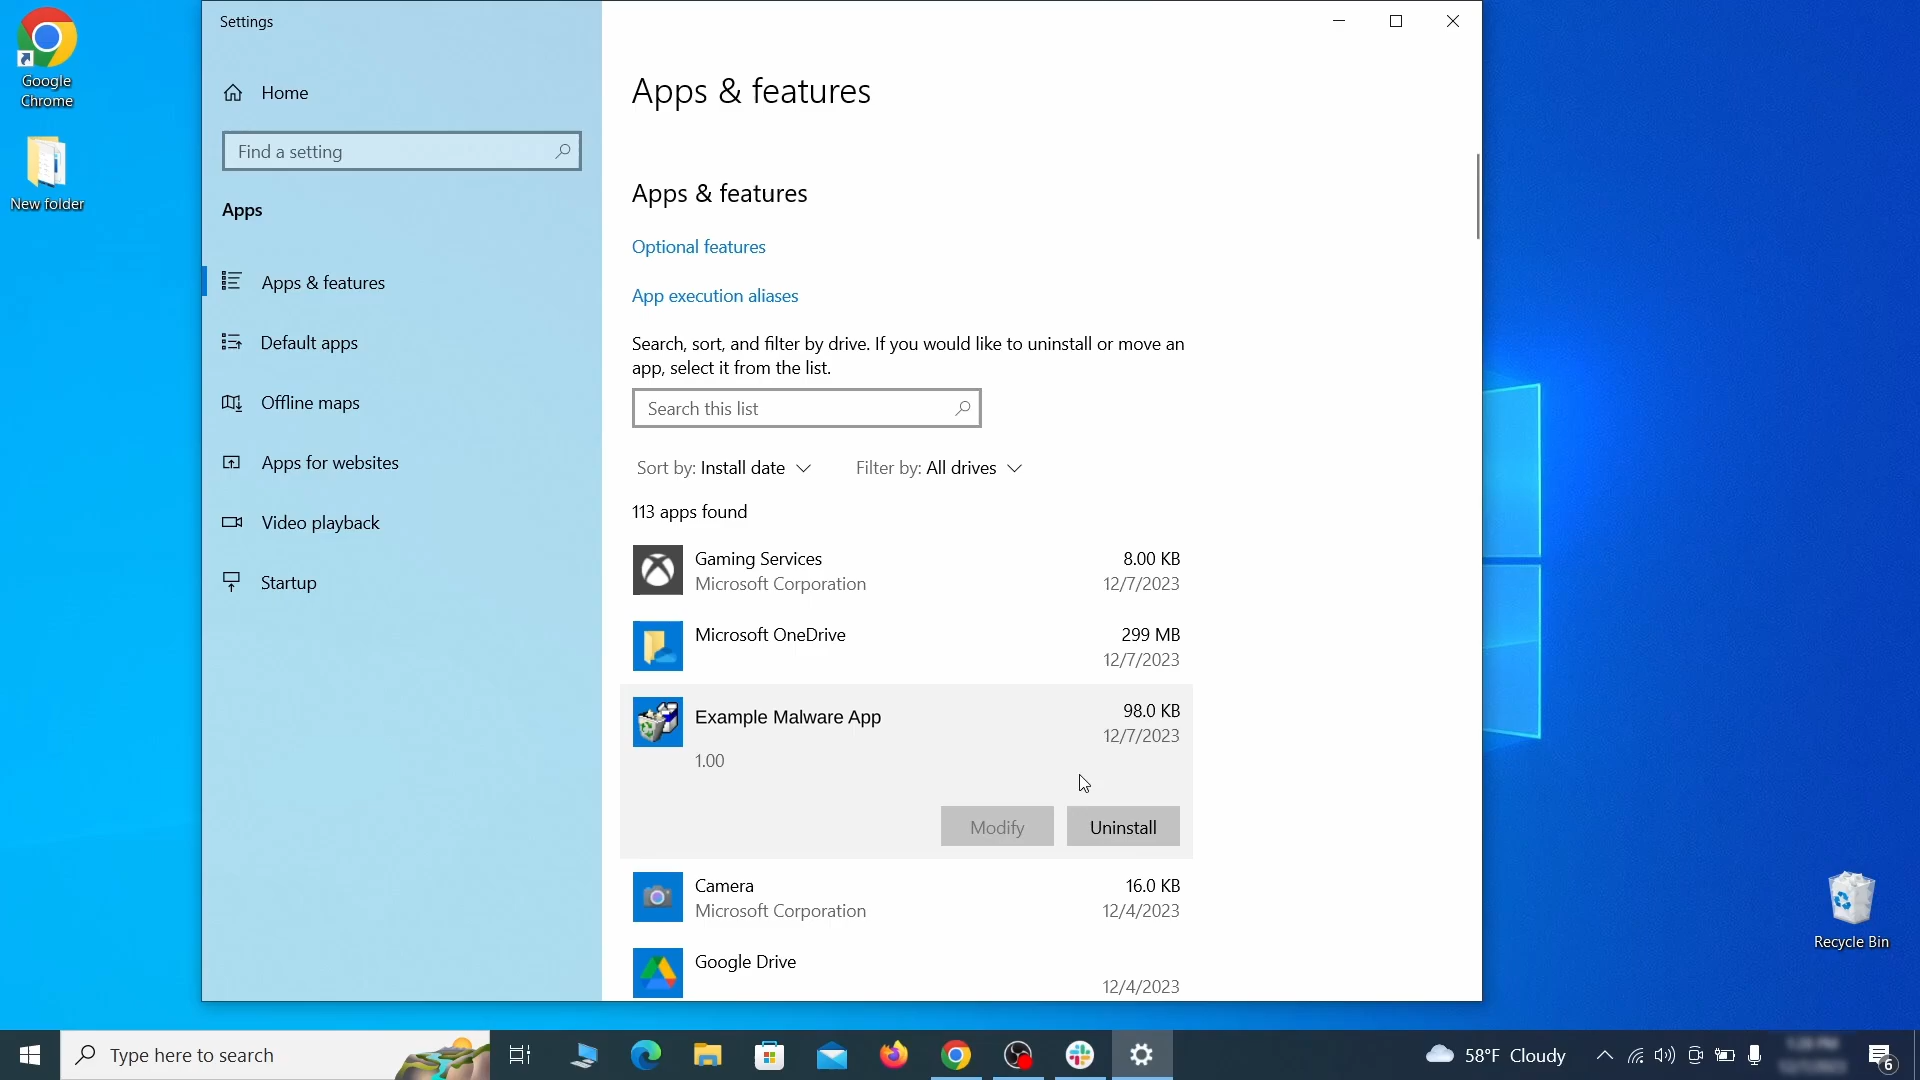 Google
Chrome
New folder
Settings
Home
Find a setting
Apps
Apps & features
Default apps
Offline maps
Apps for websites
Video playback
Startup
Apps & features
Apps & features
Optional features
App execution aliases
Search, sort, and filter by drive. If you would like to uninstall or move an
app, select it from the list.
Search this list
Sort by: Install date Filter by: All drives
113 apps found
Gaming Services 8.00 KB
Microsoft Corporation 12/7/2023
Microsoft OneDrive 299 MB
12/7/2023
Example Malware App 98.0 KB
12/7/2023
1.00
Modify Uninstall
Camera 16.0 KB
Microsoft Corporation 12/4/2023
Google Drive
12/4/2023
Recycle Bin
Type here to search
58°F Cloudy
6